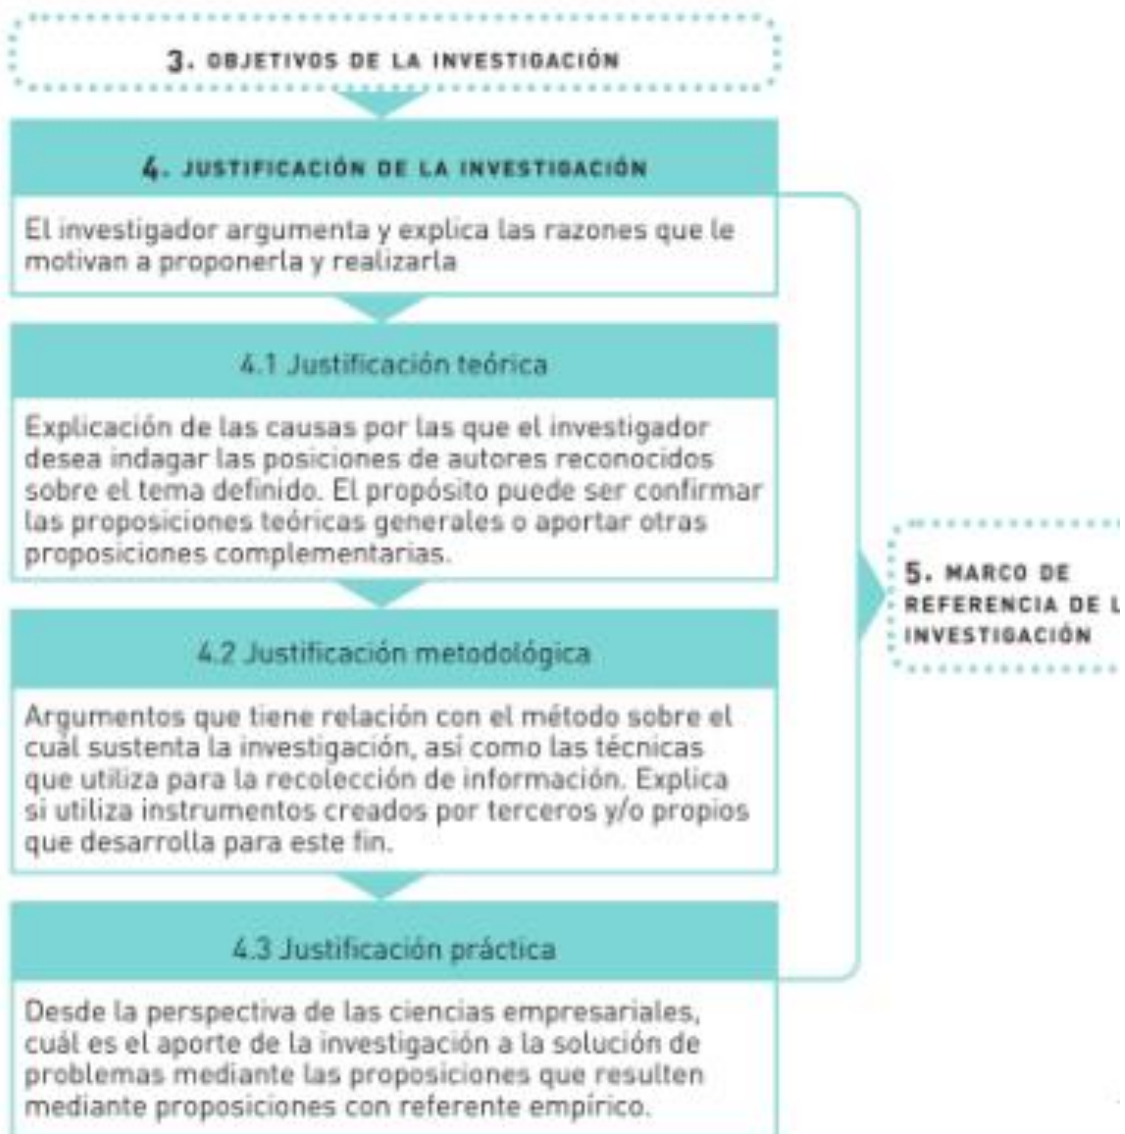 3. OBJETIVOS DE LA INVESTIGACIÓN
4. JUSTIFICACIÓN DE LA INVESTIGACIÓN
El investigador argumenta y explica las razones que le
motivan a proponerla y realizarla
4.1 Justificación teórica
Explicación de las causas por las que el investigador
desea indagar las posiciones de autores reconocidos
sobre el tema definido. El propósito puede ser confirmar
las proposiciones teóricas generales o aportar otras
proposiciones complementarias.
4.2 Justificación metodológica
Argumentos que tiene relación con el método sobre el
cuál sustenta la investigación, así como las técnicas
que utiliza para la recolección de información. Explica
si utiliza instrumentos creados por terceros y/o propios
que desarrolla para este fin.
4.3 Justificación práctica
Desde la perspectiva de las ciencias empresariales,
cuál es el aporte de la investigación a la solución de
problemas mediante las proposiciones que resulten
mediante proposiciones con referente empírico.
5. MARCO DE
REFERENCIA DE L
INVESTIGACIÓN